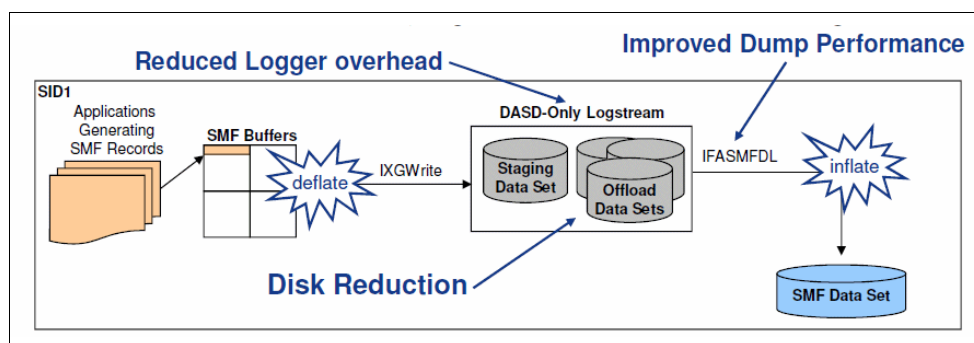 Improved Dump Performance
Reduced Logger overhead
SID1
Applications
Generating
SMF Records
SMF Buffers
deflate
IXGWrite
DASD-Only Logstream
Staging
Data Set
Offload
Data Sets
IFASMFDL
inflate
Disk Reduction
SMF Data Set